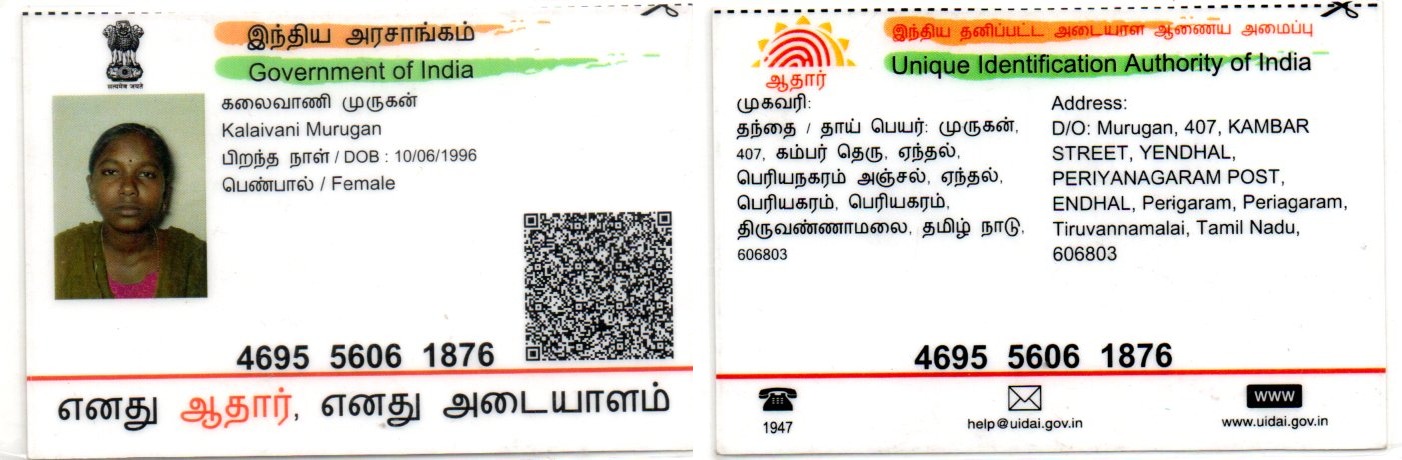 இந்திய அரசாங்கம்
Government of India
கலைவாணி முருகன்
Kalaivani Murugan
பிறந்த நாள் / DOB : 10/06/1996
பெண்பால் / Female
4695 5606 1876
எனது ஆதார், எனது அடையாளம்
இந்திய தனிப்பட்ட அடையாள ஆணைய அமைப்பு
Unique Identification Authority of India
ஆதார்
முகவரி:
தந்தை / தாய் பெயர்: முருகன்,
407, கம்பர் தெரு, ஏந்தல்,
பெரியநகரம் அஞ்சல், ஏந்தல்,
பெரியகரம், பெரியகரம்,
திருவண்ணாமலை, தமிழ் நாடு,
606803
Address:
D/O: Murugan, 407, KAMBAR
STREET, YENDHAL,
PERIYANAGARAM POST,
ENDHAL, Perigaram, Periagaram,
Tiruvannamalai, Tamil Nadu,
606803
4695 5606 1876
1947
help@uidai.gov.in
www
www.uidai.gov.in